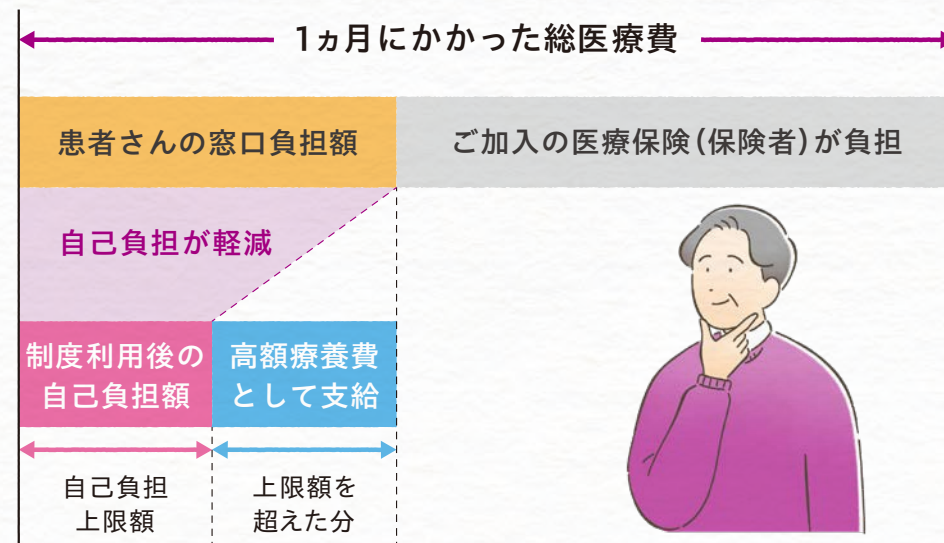 1ヵ月にかかった総医療費
患者さんの窓口負担額
ご加入の医療保険(保険者)が負担
自己負担が軽減
制度利用後の
自己負担額
高額療養費
として支給
自己負担
上限額
上限額を
超えた分